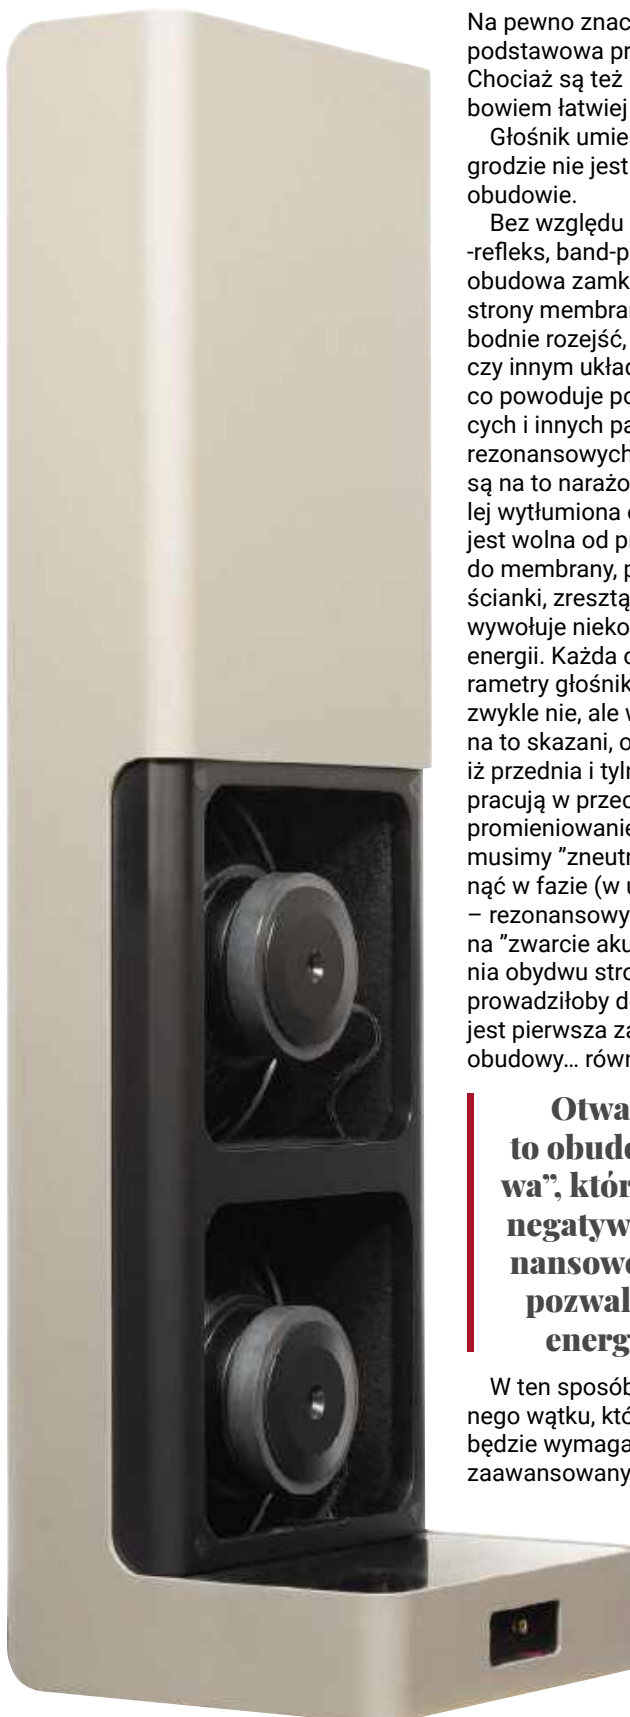 Na pewno znac
podstawowa pr
Chociaż są też
bowiem łatwiej
Głośnik umie
grodzie nie jest
obudowie.
Bez względu
-refleks, band-p
obudowa zamk
strony membra
bodnie rozejść,
czy innym układ
co powoduje po
cych i innych pa
rezonansowych
są na to narażo
lej wytłumiona
jest wolna od pr
do membrany, p
ścianki, zresztą
wywołuje nieko
energii. Każda o
rametry głośnik
zwykle nie, ale w
na to skazani, o
iż przednia i tyln
pracują w przec
promieniowanie
musimy ”zneutr
nąć w fazie (w u
– rezonansowy
na ”zwarcie aku
nia obydwu stro
prowadziłoby d
jest pierwsza za
obudowy... równ
Otwa
to obud
wa”, któr
negatyw
nansowe
pozwal
energ
W ten sposób
nego wątku, któ
będzie wymaga
zaawansowany